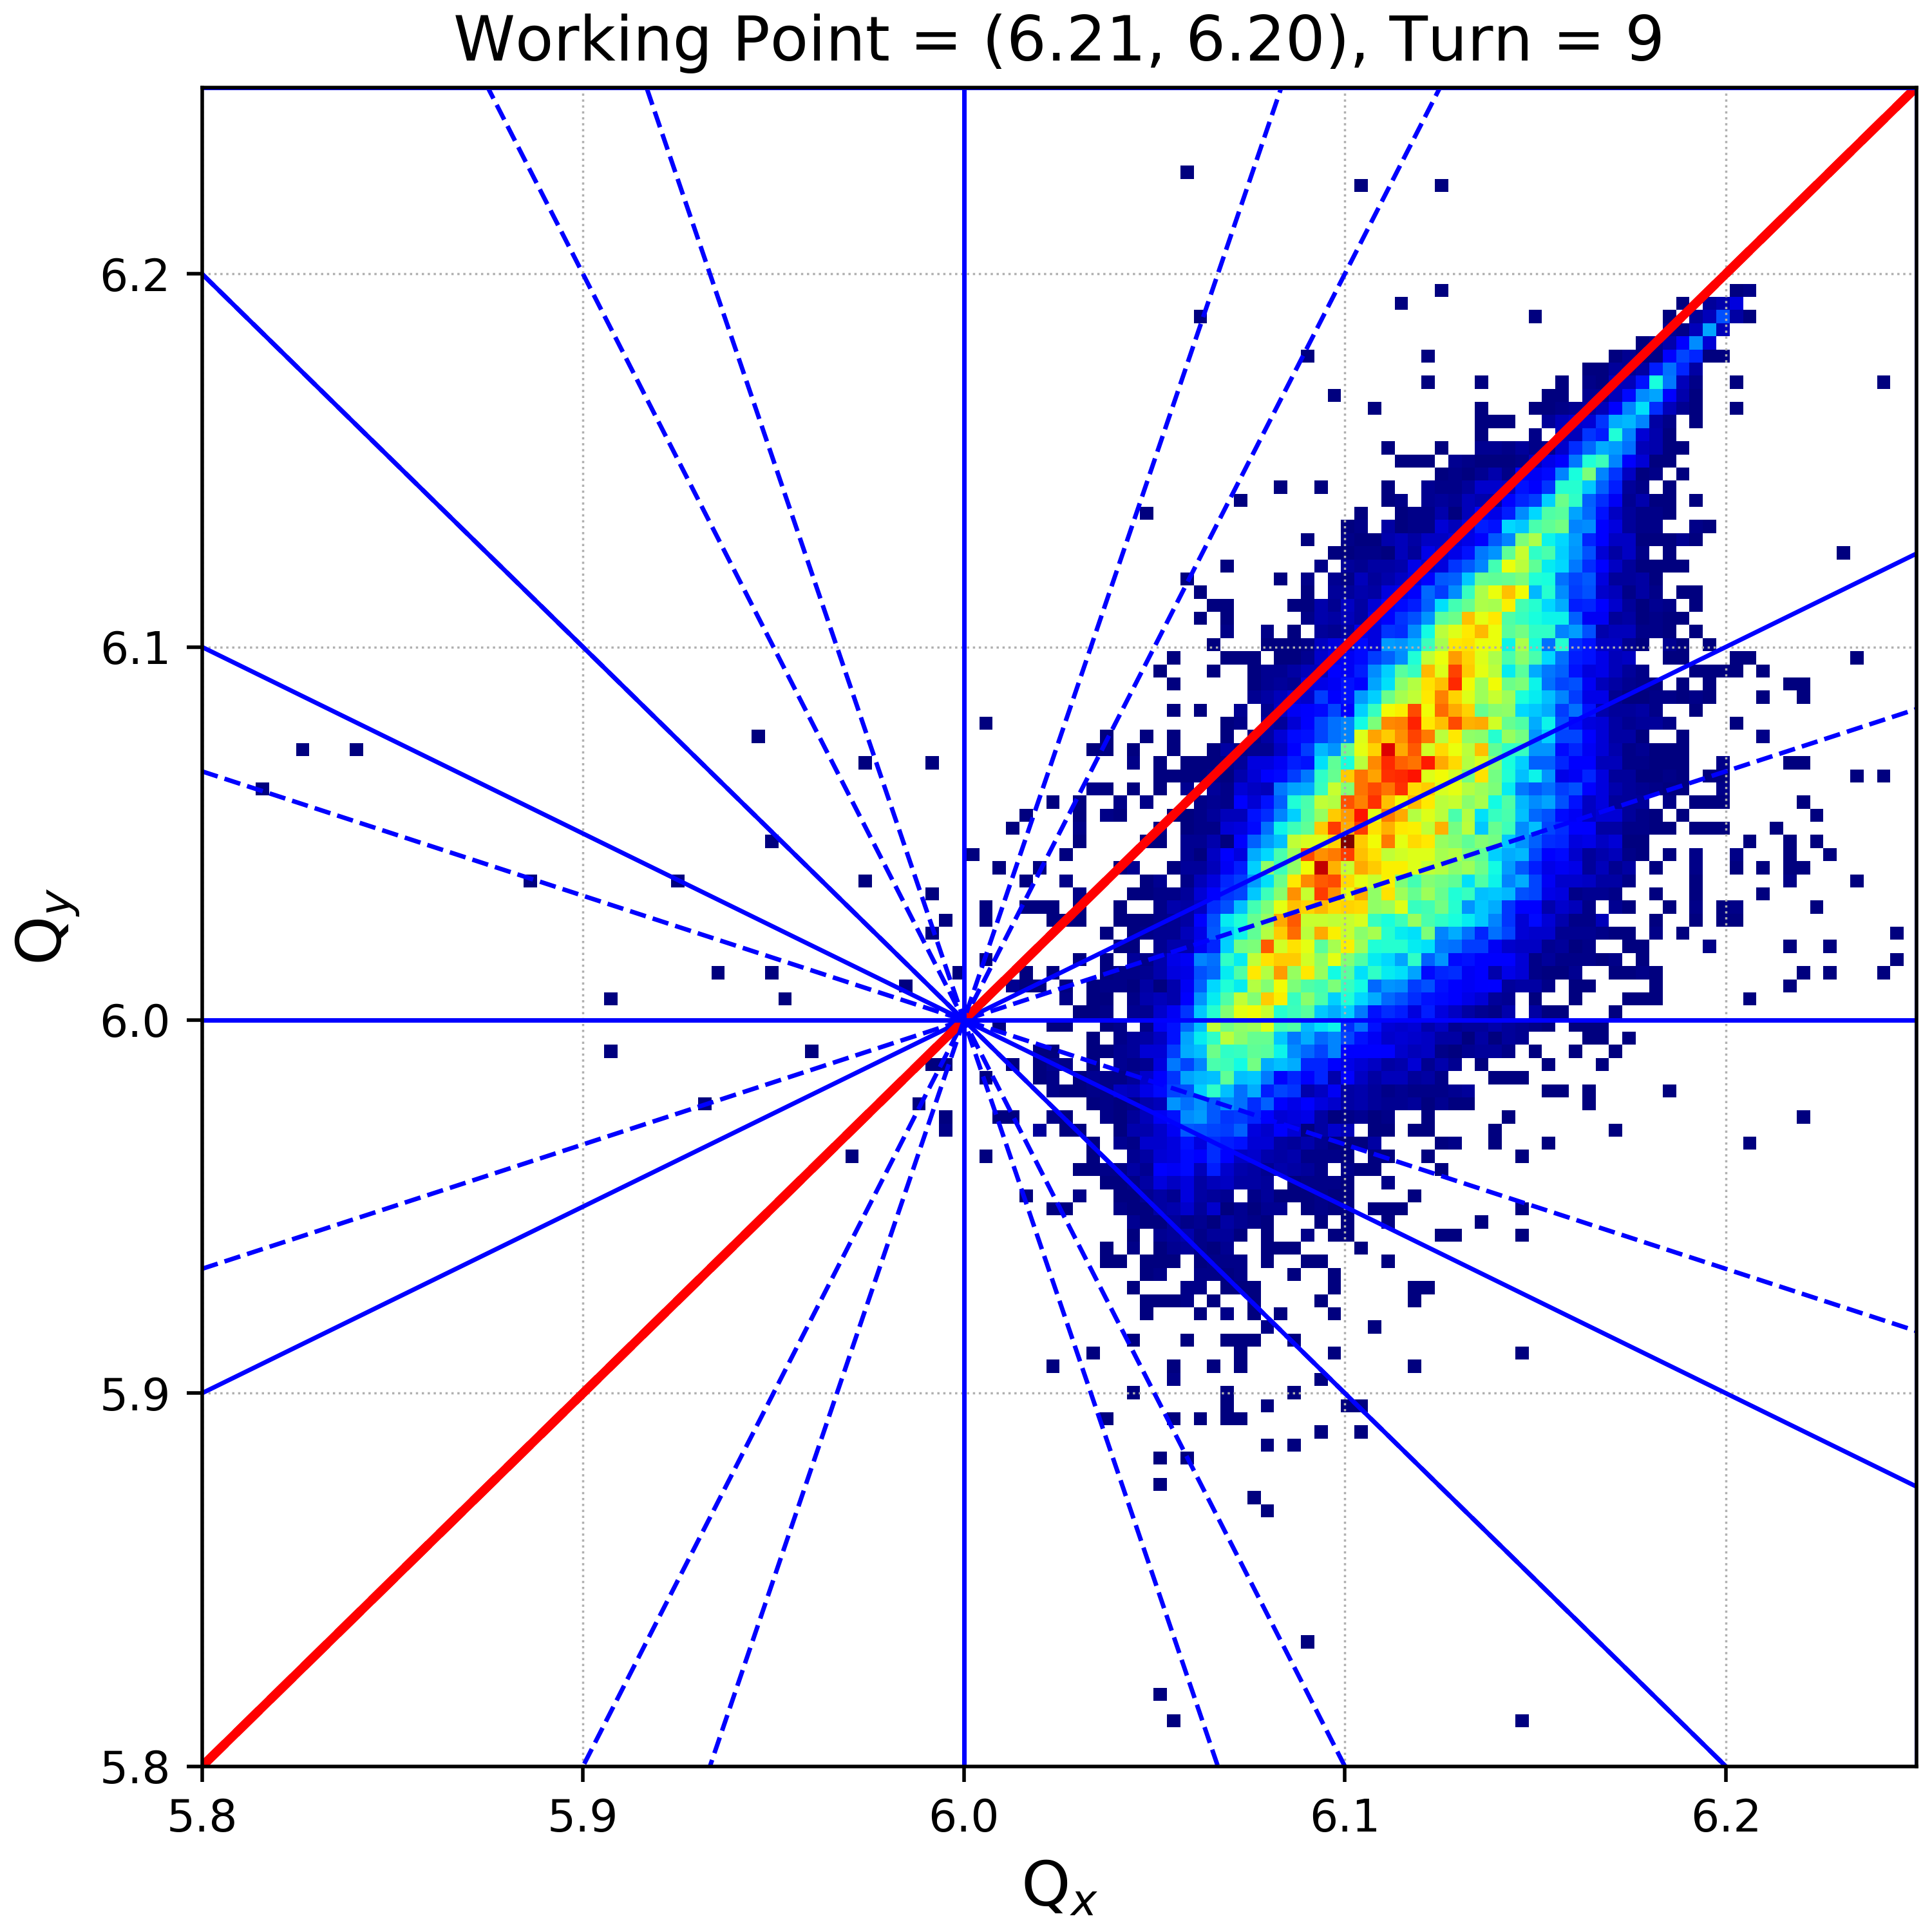 Working Point = (6.21, 6.20), Turn = 9
6.2
6.1
6.0
5.9
5.8
Qy
5.8 5.9 6.0 6.1 6.2
Qx